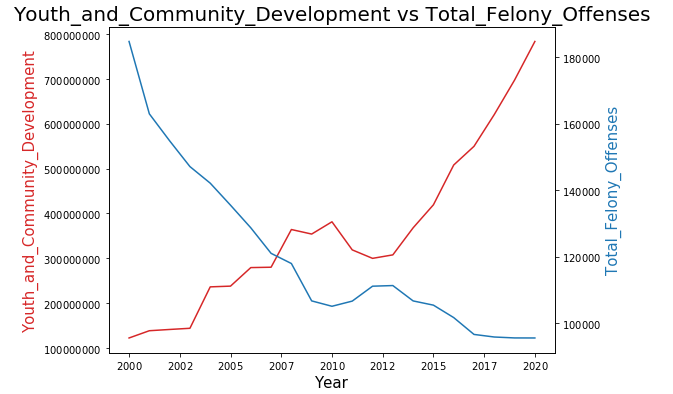 Youth_and_Community_Development vs Total_Felony_Offenses
800000000
700000000
600000000
500000000
400000000
300000000
200000000
100000000
Youth_and_Community_Development
180000
160000
140000
120000
100000
Total_Felony_Offenses
2000 2002 2005 2007 2010 2012 2015 2017 2020
Year